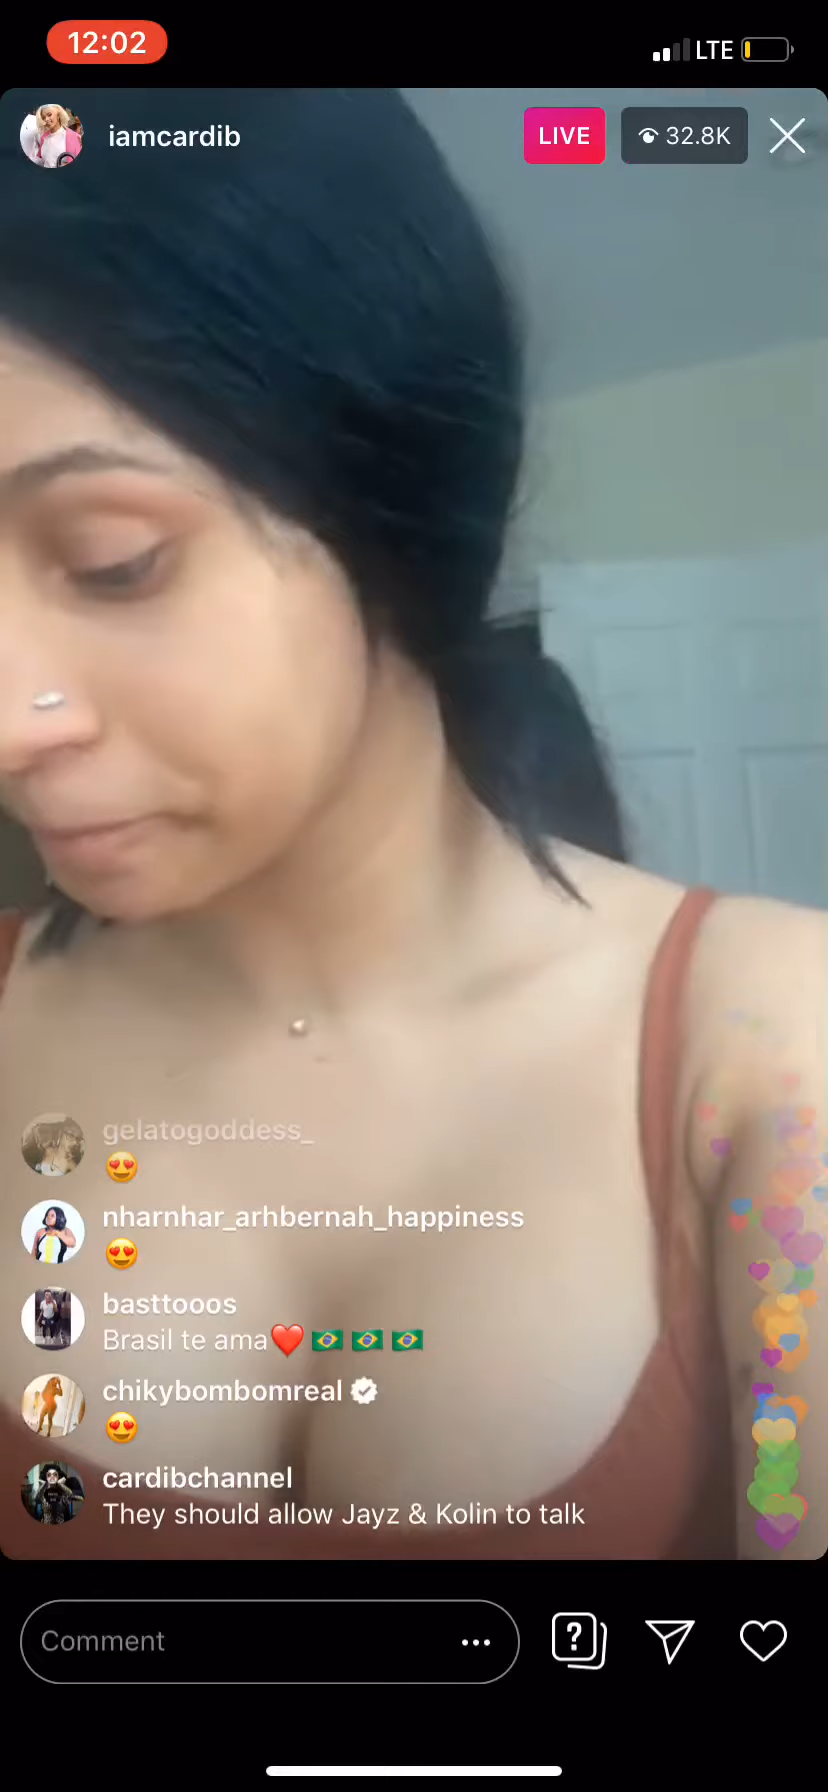 12:02
LTE
iamcardib
LIVE
32.8K
gelatogoddess_
😍
nharnhar_arhbernah_happiness
😍
basttooos
Brasil te ama❤️🇧🇷🇧🇷🇧🇷
chikybombomreal
😍
cardibchannel
They should allow Jayz & Kolin to talk
Comment